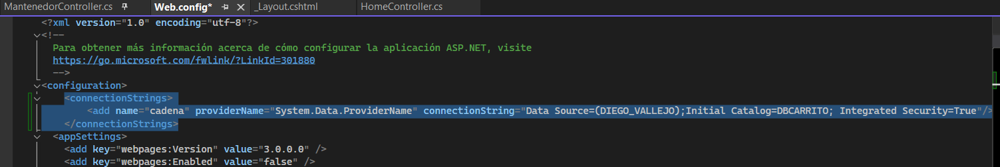 MantenedorController.cs
Web.config*
_Layout.cshtml
HomeController.cs
<?xml version="1.0" encoding="utf-8"?>
<!--
Para obtener más información acerca de cómo configurar la aplicación ASP.NET, visite
https://go.microsoft.com/fwlink/?LinkId=301880
-->
<configuration>
<connectionStrings>
<add name="cadena" providerName="System.Data.ProviderName" connectionString="Data Source=(DIEGO_VALLEJO);Initial Catalog=DBCARRITO; Integrated Security=True"/>
</connectionStrings>
<appSettings>
<add key="webpages:Version" value="3.0.0.0" />
<add key="webpages:Enabled" value="false" />